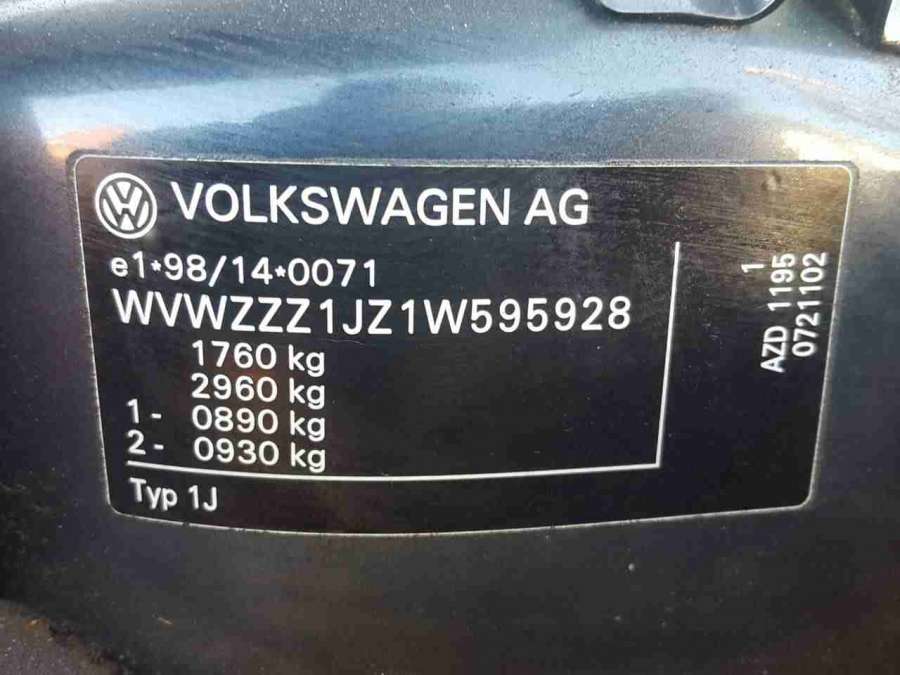 VOLKSWAGEN AG
e1*98/14*0071
WVWZZZ1JZ1W595928
1760 kg
2960 kg
1- 0890 kg
2- 0930 kg
Typ 1J
1
AZD 1195
0721102